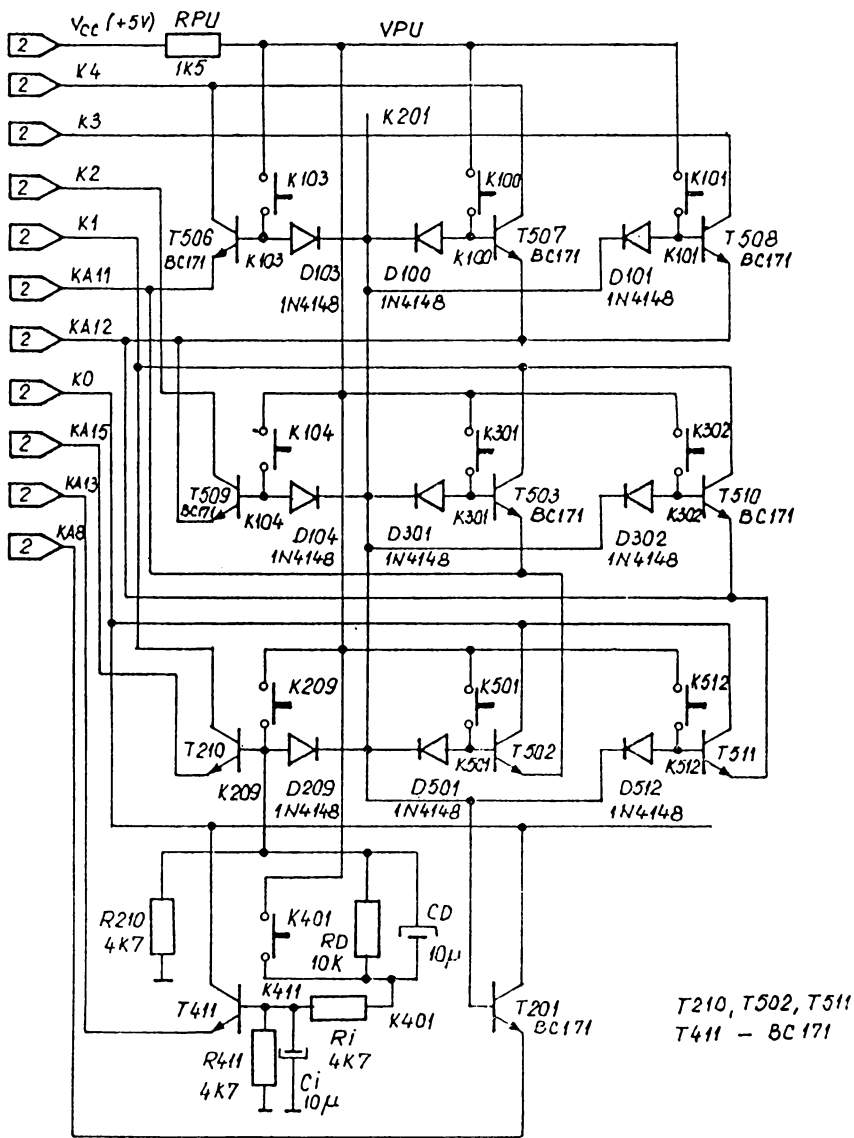 Vcc (+5V) RPU VPU
2
1K5
2 K4
K201
2 K3
2 K2
K103 K100 K101
2 K1
T506 T507 T508
BC171 K103 K100 BC171 K101 BC171
D103 D100 D101
2 KA11
1N4148 1N4148 1N4148
2 KA12
2 K0
2 KA15
K104 K301 K302
2 KA13
T509 T503 T510
BC171 K104 K301 BC171 K302 BC171
D104 D301 D302
2 KA8
1N4148 1N4148 1N4148
K209 K501 K512
T210 K501 T502 K512 T511
K209 D209 D501 D512
1N4148 1N4148 1N4148
R210 K401 CD
4K7 RD 10µ
10K
K411
T411 K401 T201
Ri BC171
R411 4K7
4K7 Ci
10µ
T210, T502, T511
T411 – BC171